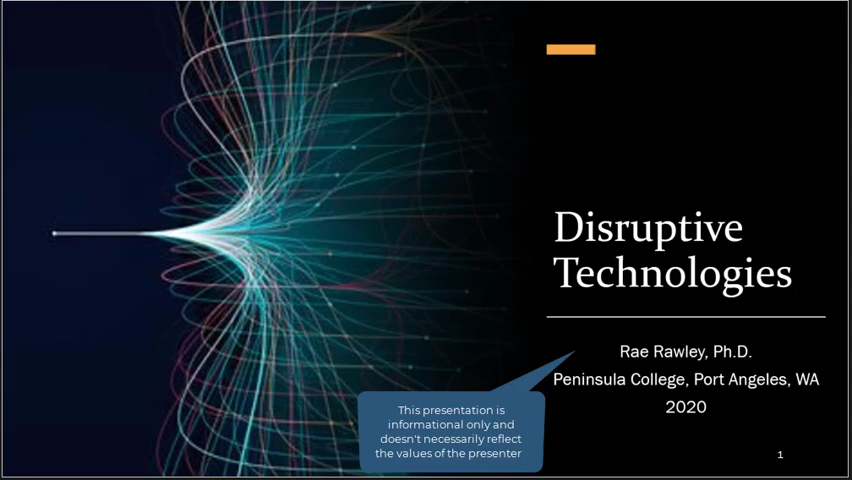 Disruptive
Technologies
Rae Rawley, Ph.D.
Peninsula College, Port Angeles, WA
2020
This presentation is
informational only and
doesn't necessarily reflect
the values of the presenter
1